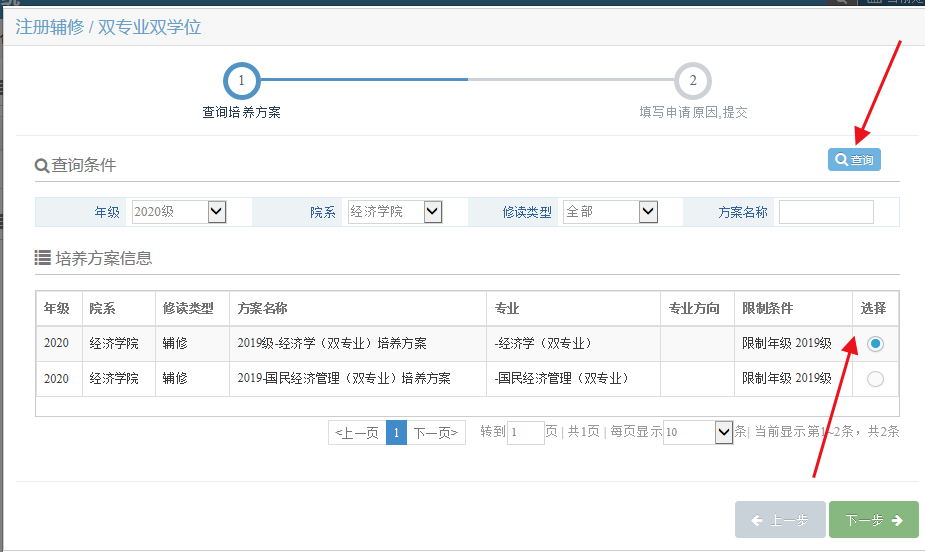 注册辅修 / 双专业双学位
1
2
查询培养方案
填写申请原因,提交
查询条件
查询
年级 2020级 院系 经济学院 修读类型 全部 方案名称
培养方案信息
年级 院系 修读类型 方案名称 专业 专业方向 限制条件 选择
2020 经济学院 辅修 2019级-经济学（双专业）培养方案 -经济学（双专业） 限制年级 2019级
2020 经济学院 辅修 2019-国民经济管理（双专业）培养方案 -国民经济管理（双专业） 限制年级 2019级
<上一页 1 下一页> 转到 1 页 | 共1页 | 每页显示 10 条| 当前显示第1~2条，共2条
上一步 下一步